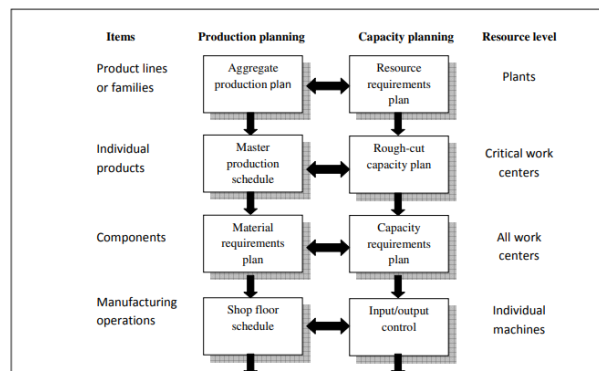 Items Production planning Capacity planning Resource level
Product lines
or families
Aggregate
production plan
Resource
requirements
plan
Plants
Individual
products
Master
production
schedule
Rough-cut
capacity plan
Critical work
centers
Components
Material
requirements
plan
Capacity
requirements
plan
All work
centers
Manufacturing
operations
Shop floor
schedule
Input/output
control
Individual
machines